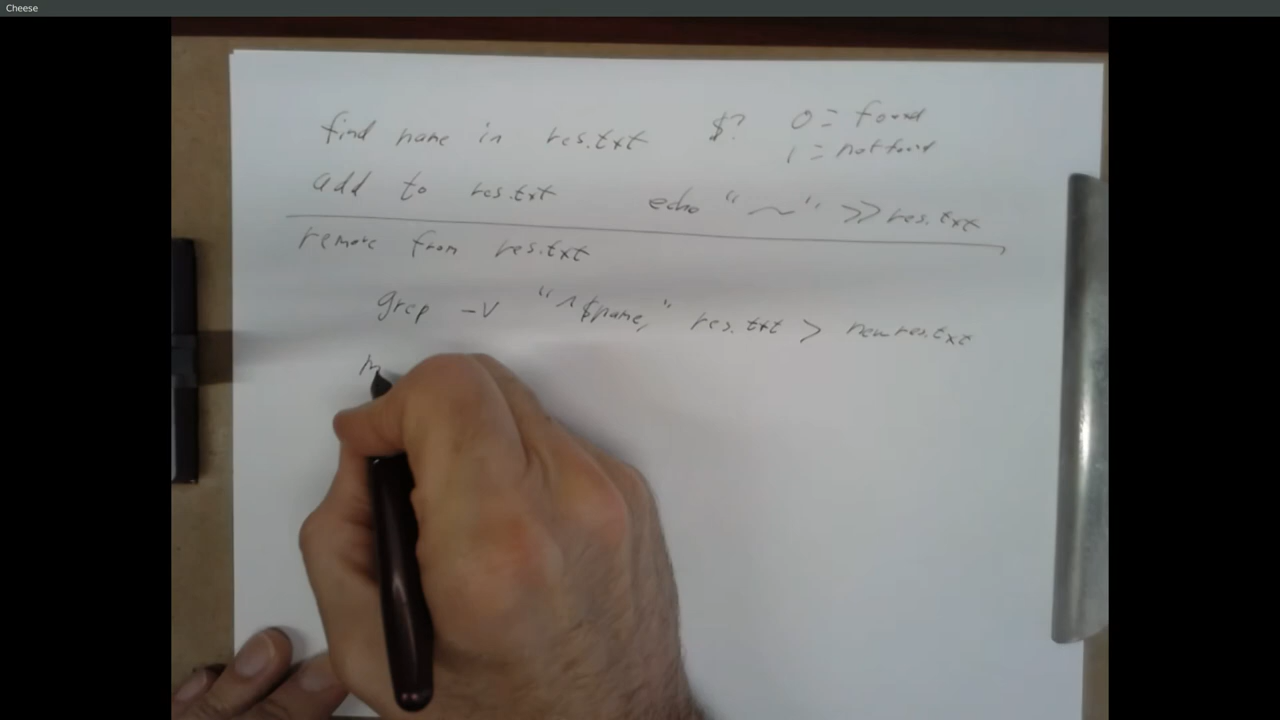 Cheese
find name in res.txt $? 0 = found
1 = not found
add to res.txt echo "~" >> res.txt
remove from res.txt
grep -v "^$name," res.txt > newres.txt
m